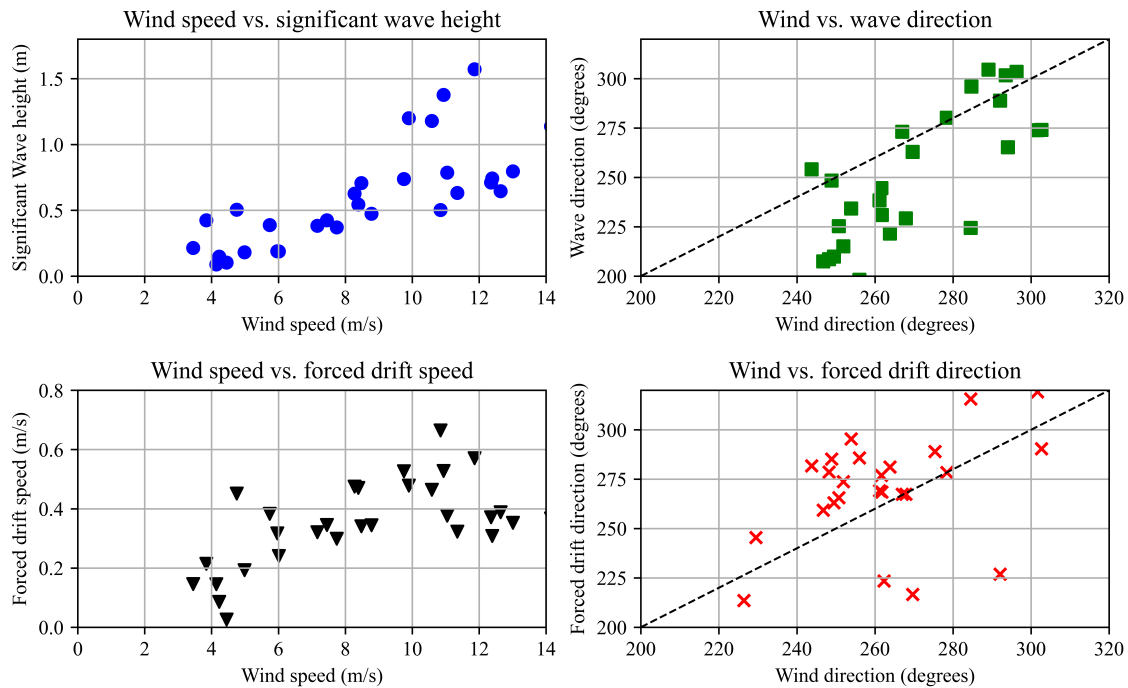 Wind speed vs. significant wave height
Significant Wave height (m)
1.5
1.0
0.5
0.0
0 2 4 6 8 10 12 14
Wind speed (m/s)
Wind vs. wave direction
Wave direction (degrees)
300
275
250
225
200
200 220 240 260 280 300 320
Wind direction (degrees)
Wind speed vs. forced drift speed
Forced drift speed (m/s)
0.8
0.6
0.4
0.2
0.0
0 2 4 6 8 10 12 14
Wind speed (m/s)
Wind vs. forced drift direction
Forced drift direction (degrees)
300
275
250
225
200
200 220 240 260 280 300 320
Wind direction (degrees)